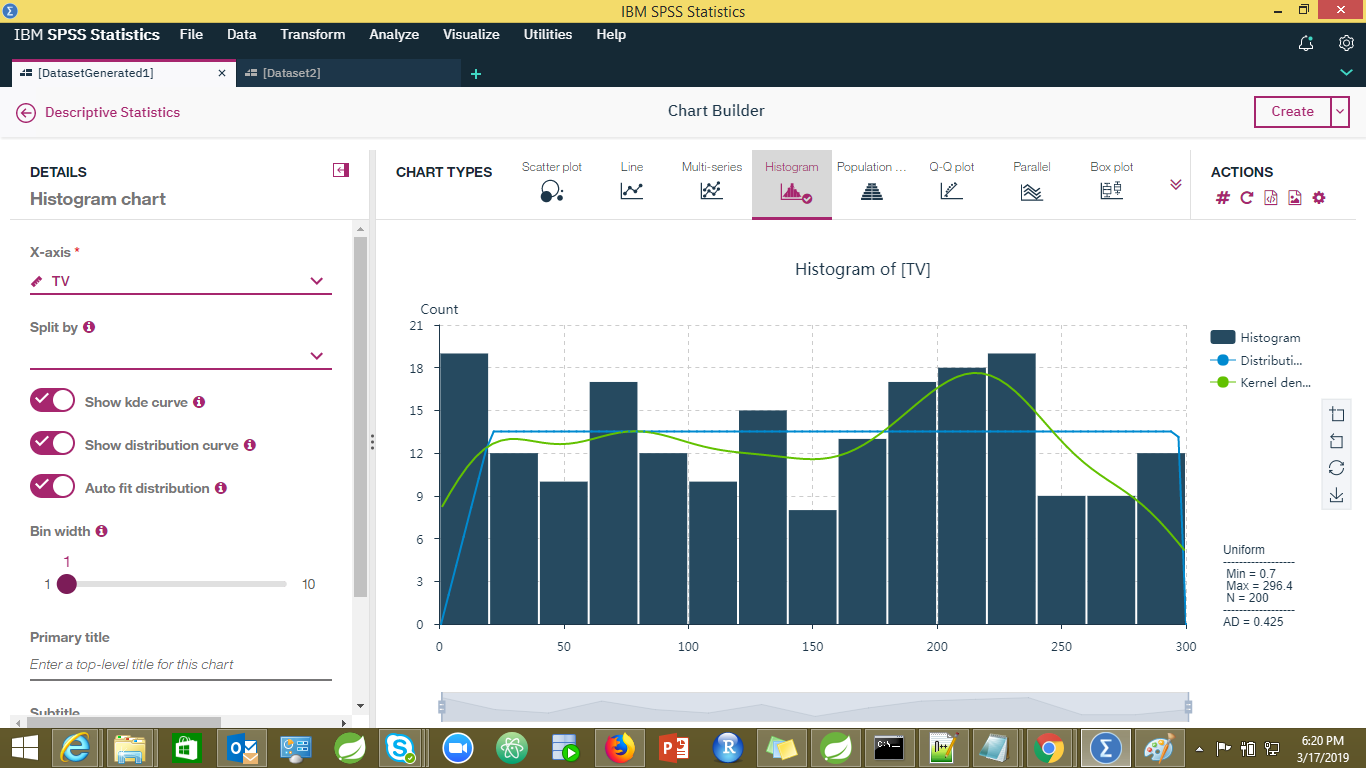 IBM SPSS Statistics
IBM SPSS Statistics File Data Transform Analyze Visualize Utilities Help
[DatasetGenerated1] × [Dataset2] +
Descriptive Statistics
Chart Builder
Create
DETAILS
Histogram chart
X-axis *
TV
Split by
Show kde curve
Show distribution curve
Auto fit distribution
Bin width
1
1 10
Primary title
Enter a top-level title for this chart
Subtitle
CHART TYPES
Scatter plot Line Multi-series Histogram Population ... Q-Q plot Parallel Box plot
ACTIONS
Histogram of [TV]
Count
21
18
15
12
9
6
3
0
0 50 100 150 200 250 300
Histogram
Distributi...
Kernel den...
Uniform
------------------
Min = 0.7
Max = 296.4
N = 200
------------------
AD = 0.425
6:20 PM
3/17/2019